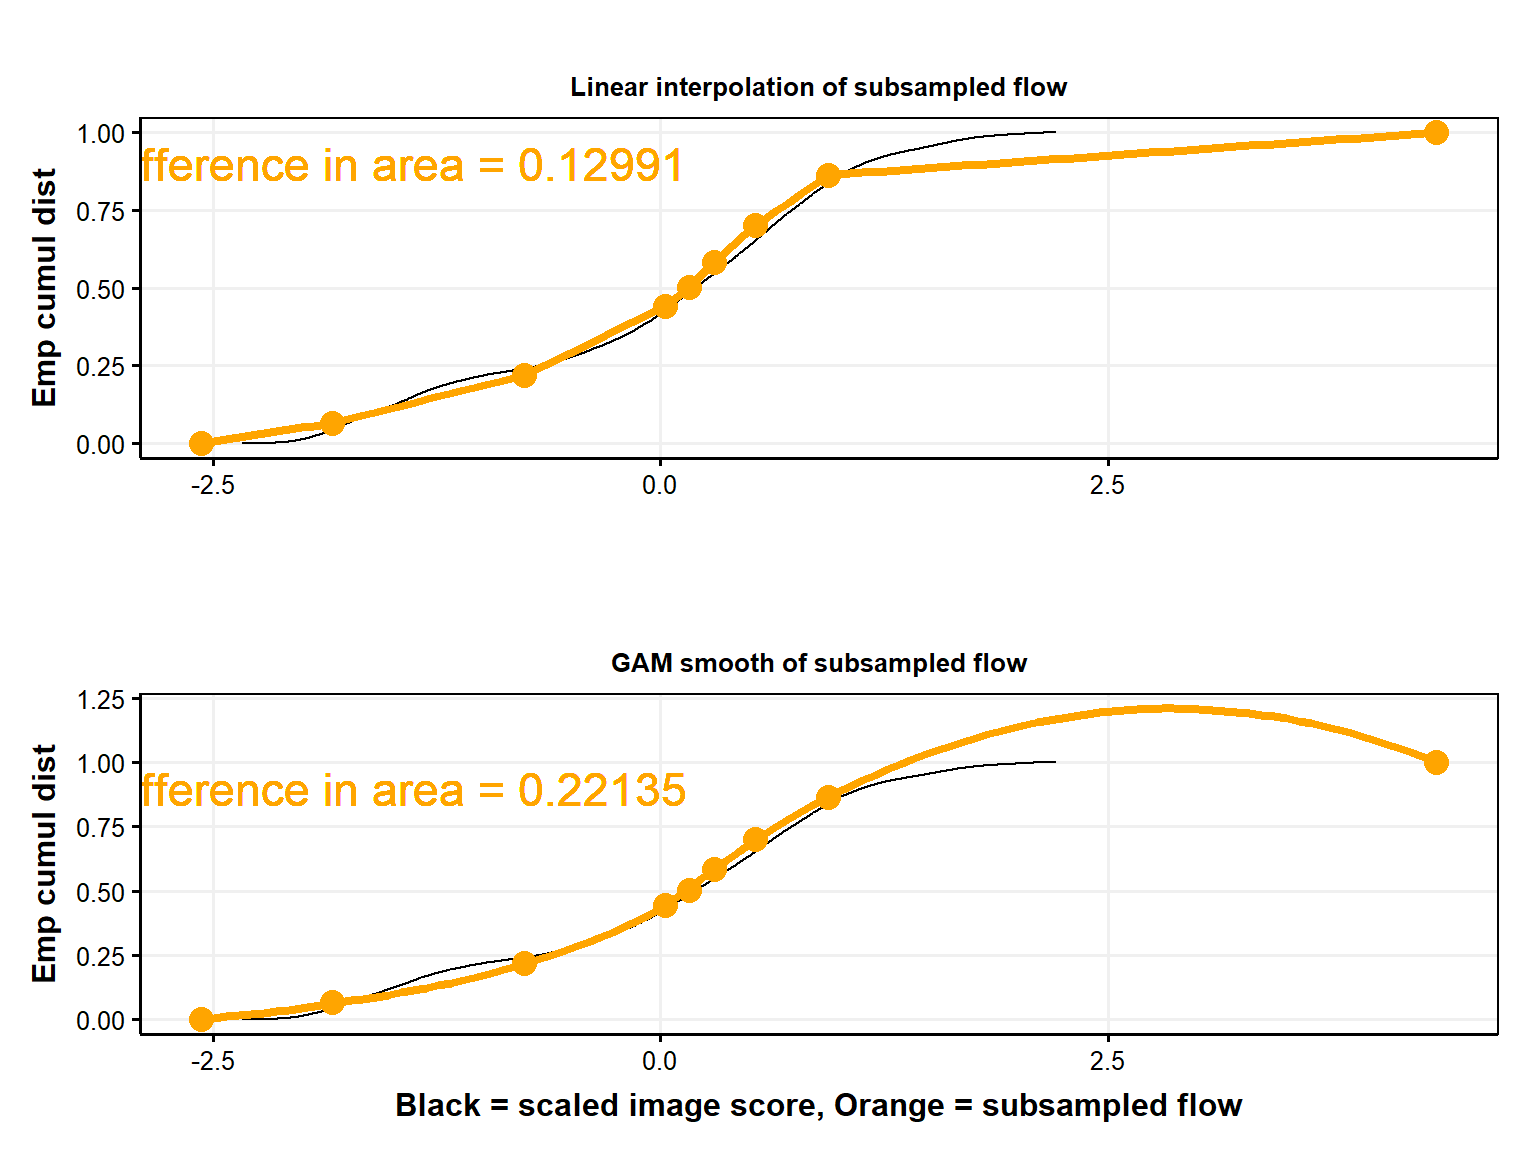 Linear interpolation of subsampled flow
1.00
0.75
0.50
0.25
0.00
Emp cumul dist
fference in area = 0.12991
-2.5 0.0 2.5
GAM smooth of subsampled flow
1.25
1.00
0.75
0.50
0.25
0.00
Emp cumul dist
fference in area = 0.22135
-2.5 0.0 2.5
Black = scaled image score, Orange = subsampled flow